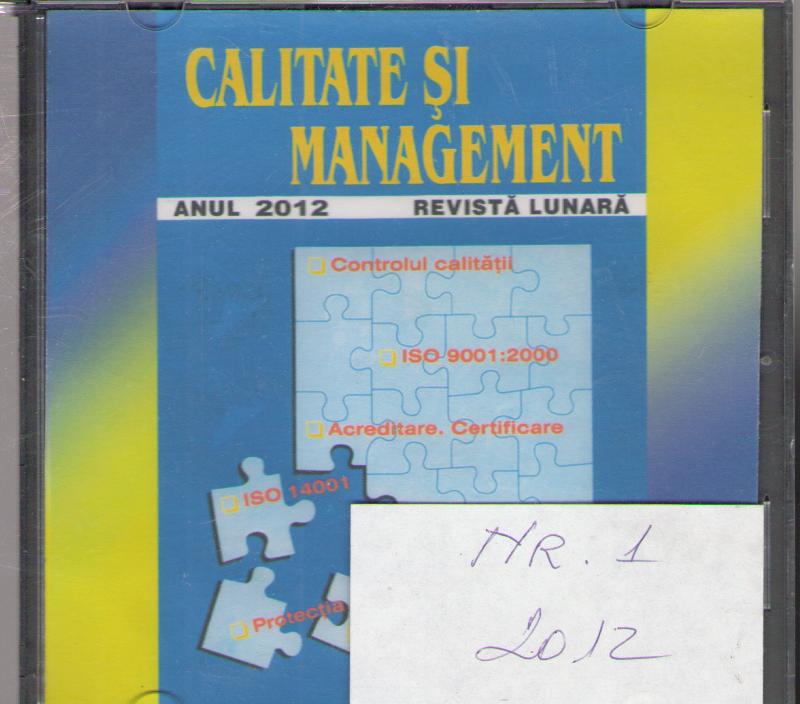 CALITATE ŞI
MANAGEMENT
ANUL 2012 REVISTĂ LUNARĂ
Controlul calităţii
ISO 9001:2000
Acreditare. Certificare
ISO 14001
Protecţia
NR. 1
2012